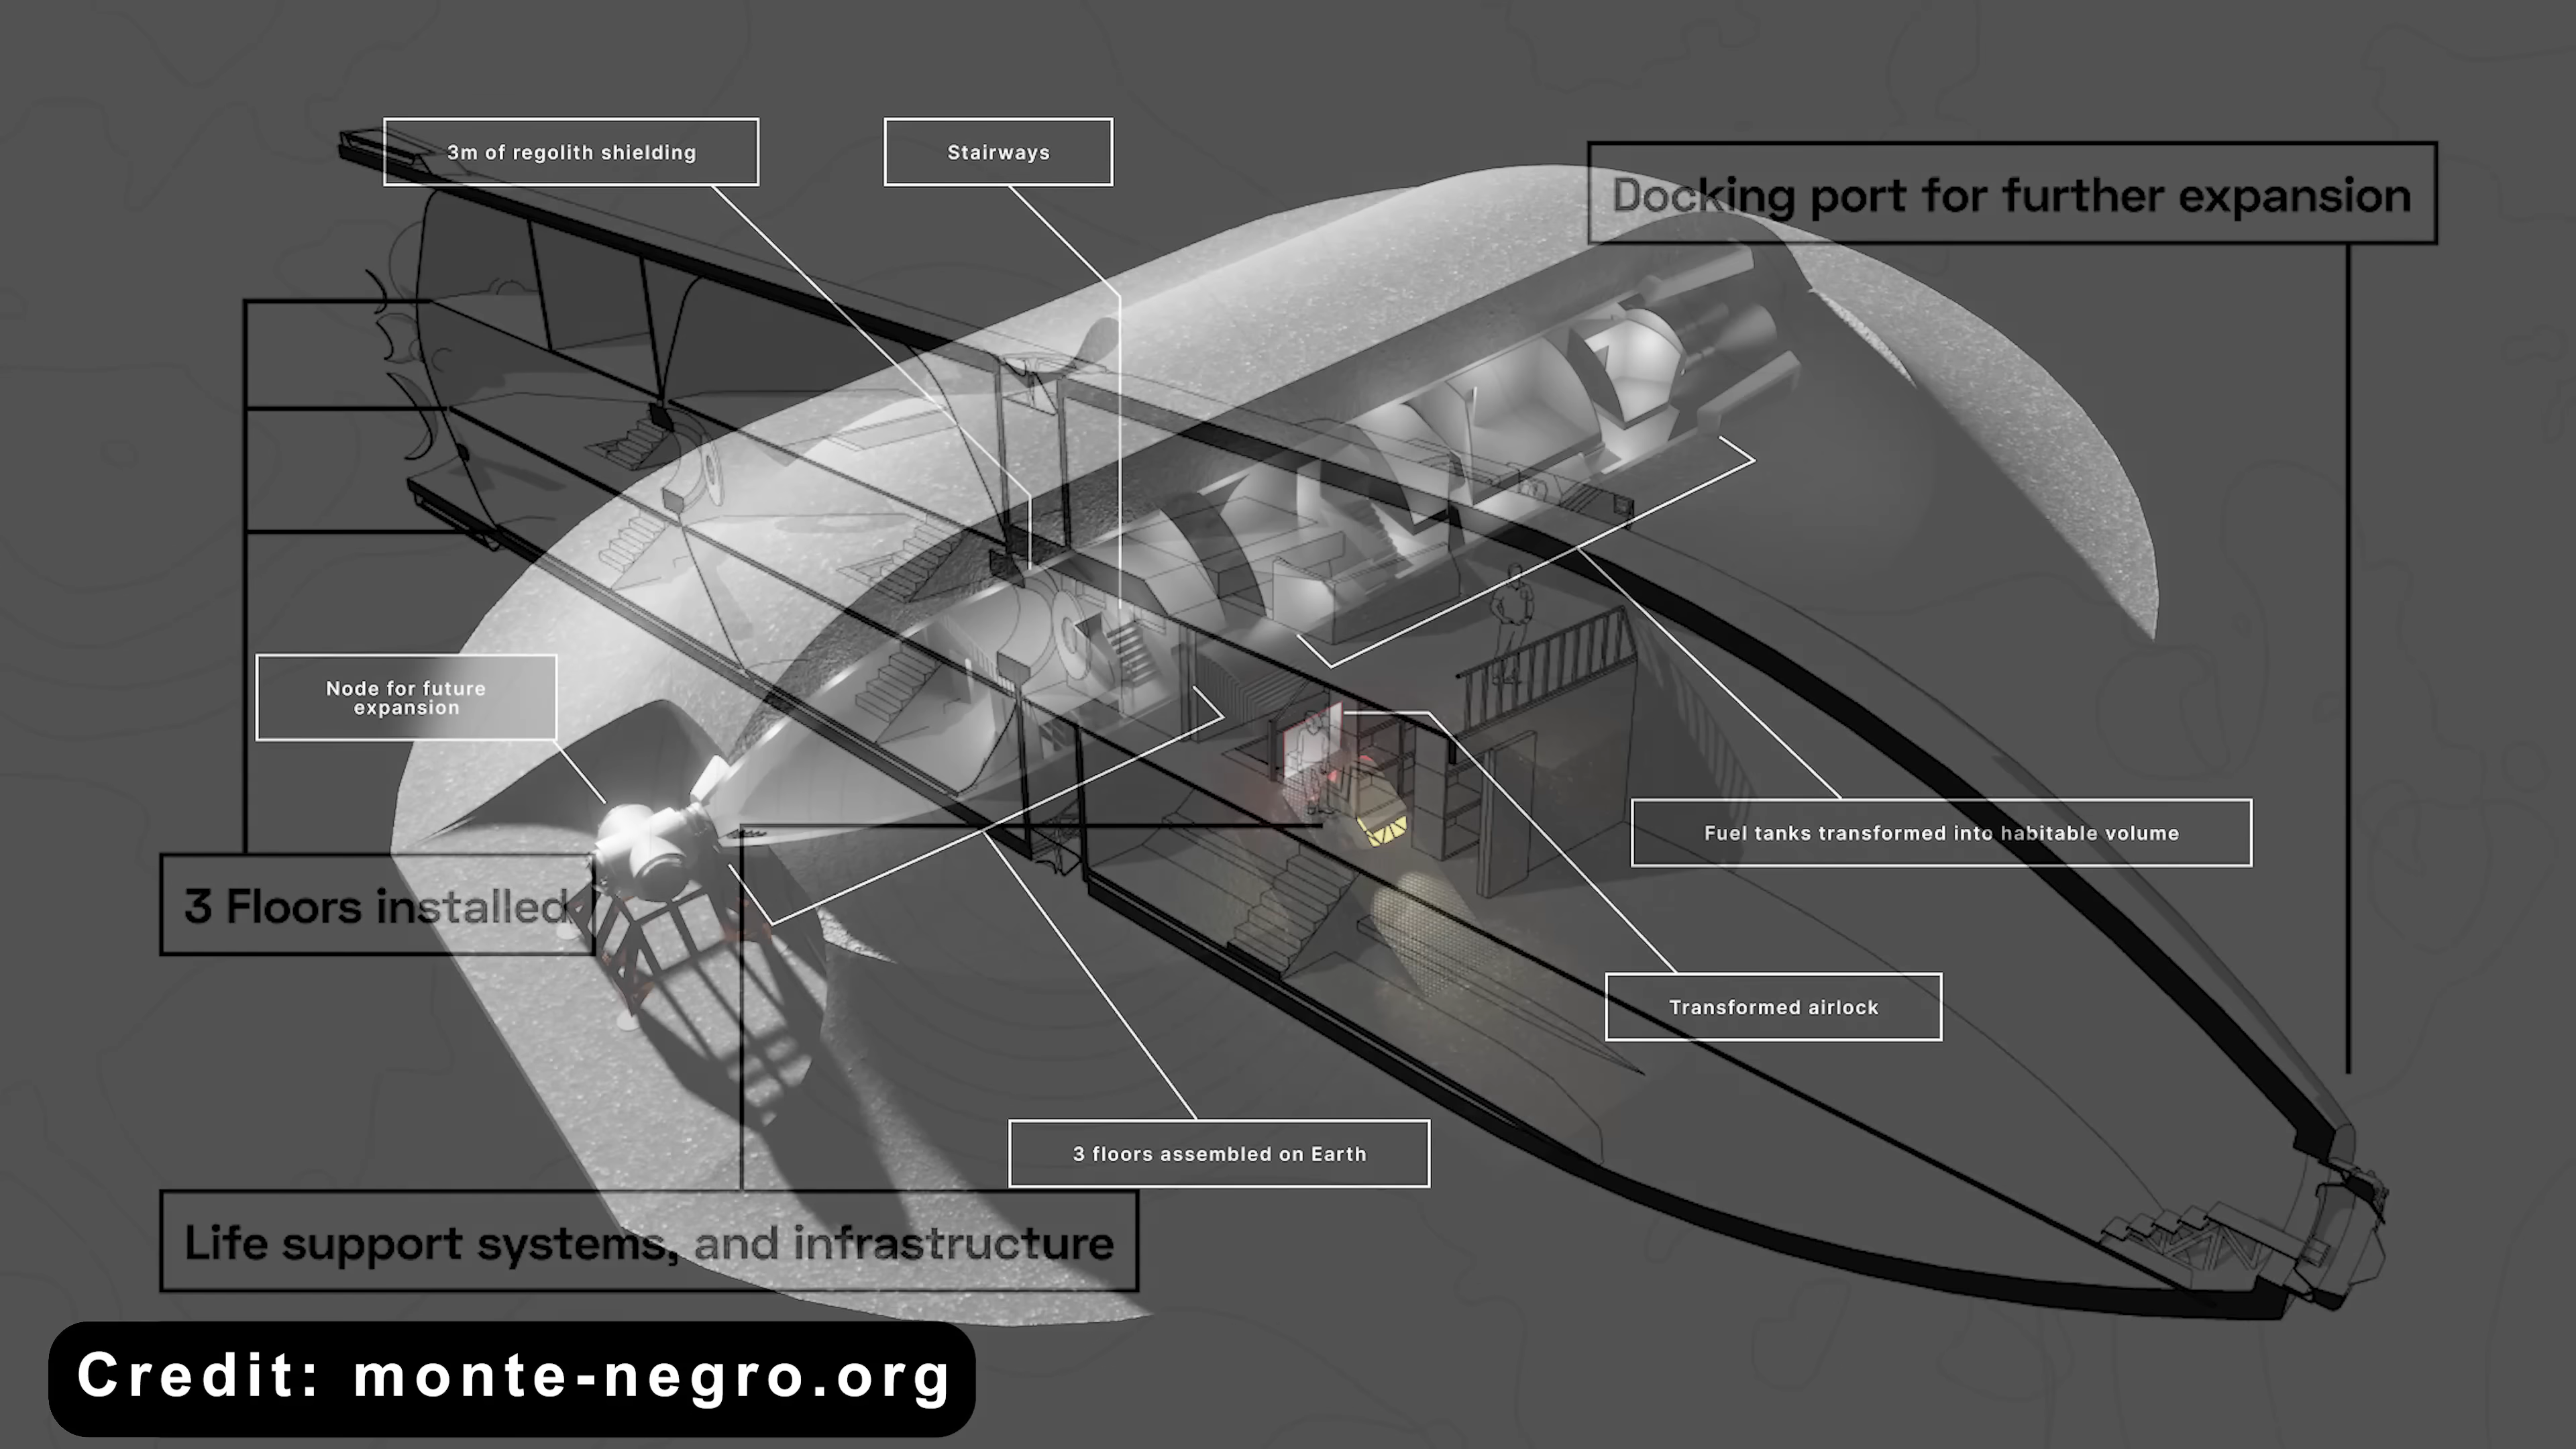 3m of regolith shielding
Stairways
Docking port for further expansion
Node for future
expansion
Fuel tanks transformed into habitable volume
3 Floors installed
Transformed airlock
3 floors assembled on Earth
Life support systems, and infrastructure
Credit: monte-negro.org